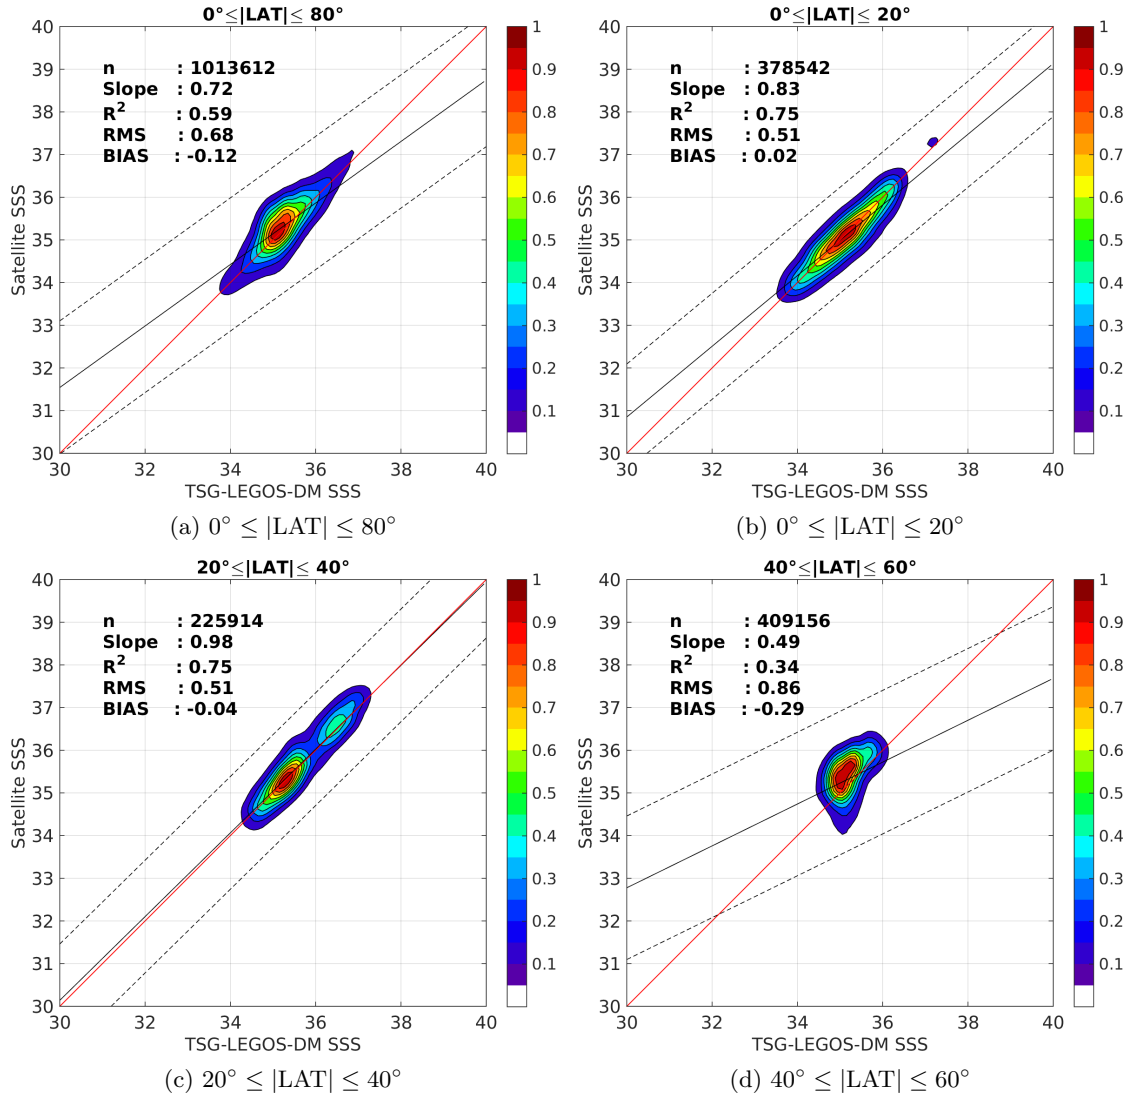 0°≤|LAT|≤ 80°
n : 1013612
Slope : 0.72
R² : 0.59
RMS : 0.68
BIAS : -0.12
Satellite SSS
40
39
38
37
36
35
34
33
32
31
30
30 32 34 36 38 40
TSG-LEGOS-DM SSS
1
0.9
0.8
0.7
0.6
0.5
0.4
0.3
0.2
0.1
(a) 0° ≤ |LAT| ≤ 80°
0°≤|LAT|≤ 20°
n : 378542
Slope : 0.83
R² : 0.75
RMS : 0.51
BIAS : 0.02
Satellite SSS
40
39
38
37
36
35
34
33
32
31
30
30 32 34 36 38 40
TSG-LEGOS-DM SSS
1
0.9
0.8
0.7
0.6
0.5
0.4
0.3
0.2
0.1
(b) 0° ≤ |LAT| ≤ 20°
20°≤|LAT|≤ 40°
n : 225914
Slope : 0.98
R² : 0.75
RMS : 0.51
BIAS : -0.04
Satellite SSS
40
39
38
37
36
35
34
33
32
31
30
30 32 34 36 38 40
TSG-LEGOS-DM SSS
1
0.9
0.8
0.7
0.6
0.5
0.4
0.3
0.2
0.1
(c) 20° ≤ |LAT| ≤ 40°
40°≤|LAT|≤ 60°
n : 409156
Slope : 0.49
R² : 0.34
RMS : 0.86
BIAS : -0.29
Satellite SSS
40
39
38
37
36
35
34
33
32
31
30
30 32 34 36 38 40
TSG-LEGOS-DM SSS
1
0.9
0.8
0.7
0.6
0.5
0.4
0.3
0.2
0.1
(d) 40° ≤ |LAT| ≤ 60°